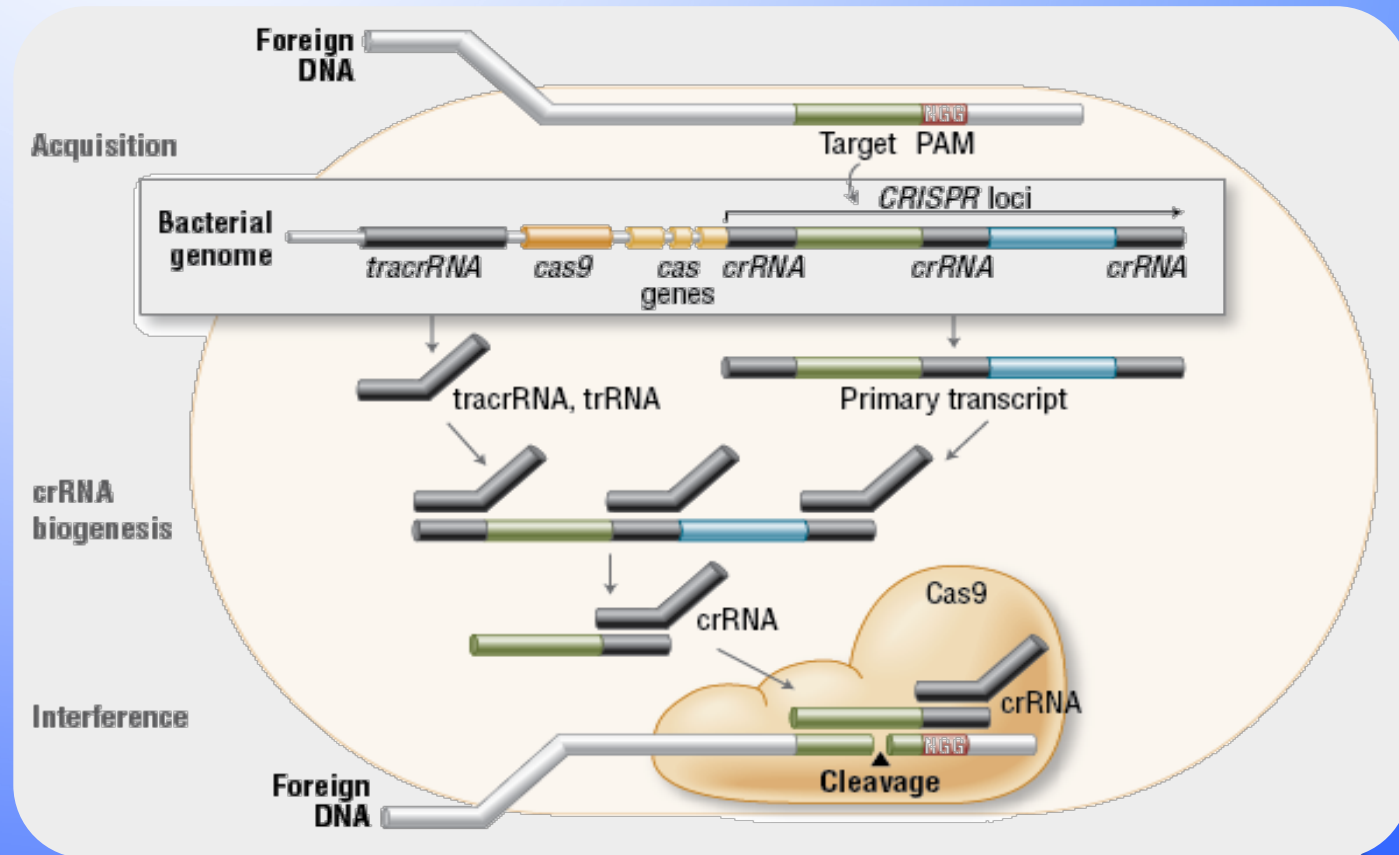 Foreign
DNA
NGG
Acquisition
Target PAM
CRISPR loci
Bacterial
genome
tracrRNA cas9 cas crRNA crRNA crRNA
genes
tracrRNA, trRNA
Primary transcript
crRNA
biogenesis
Cas9
crRNA
crRNA
Interference
NGG
Cleavage
Foreign
DNA